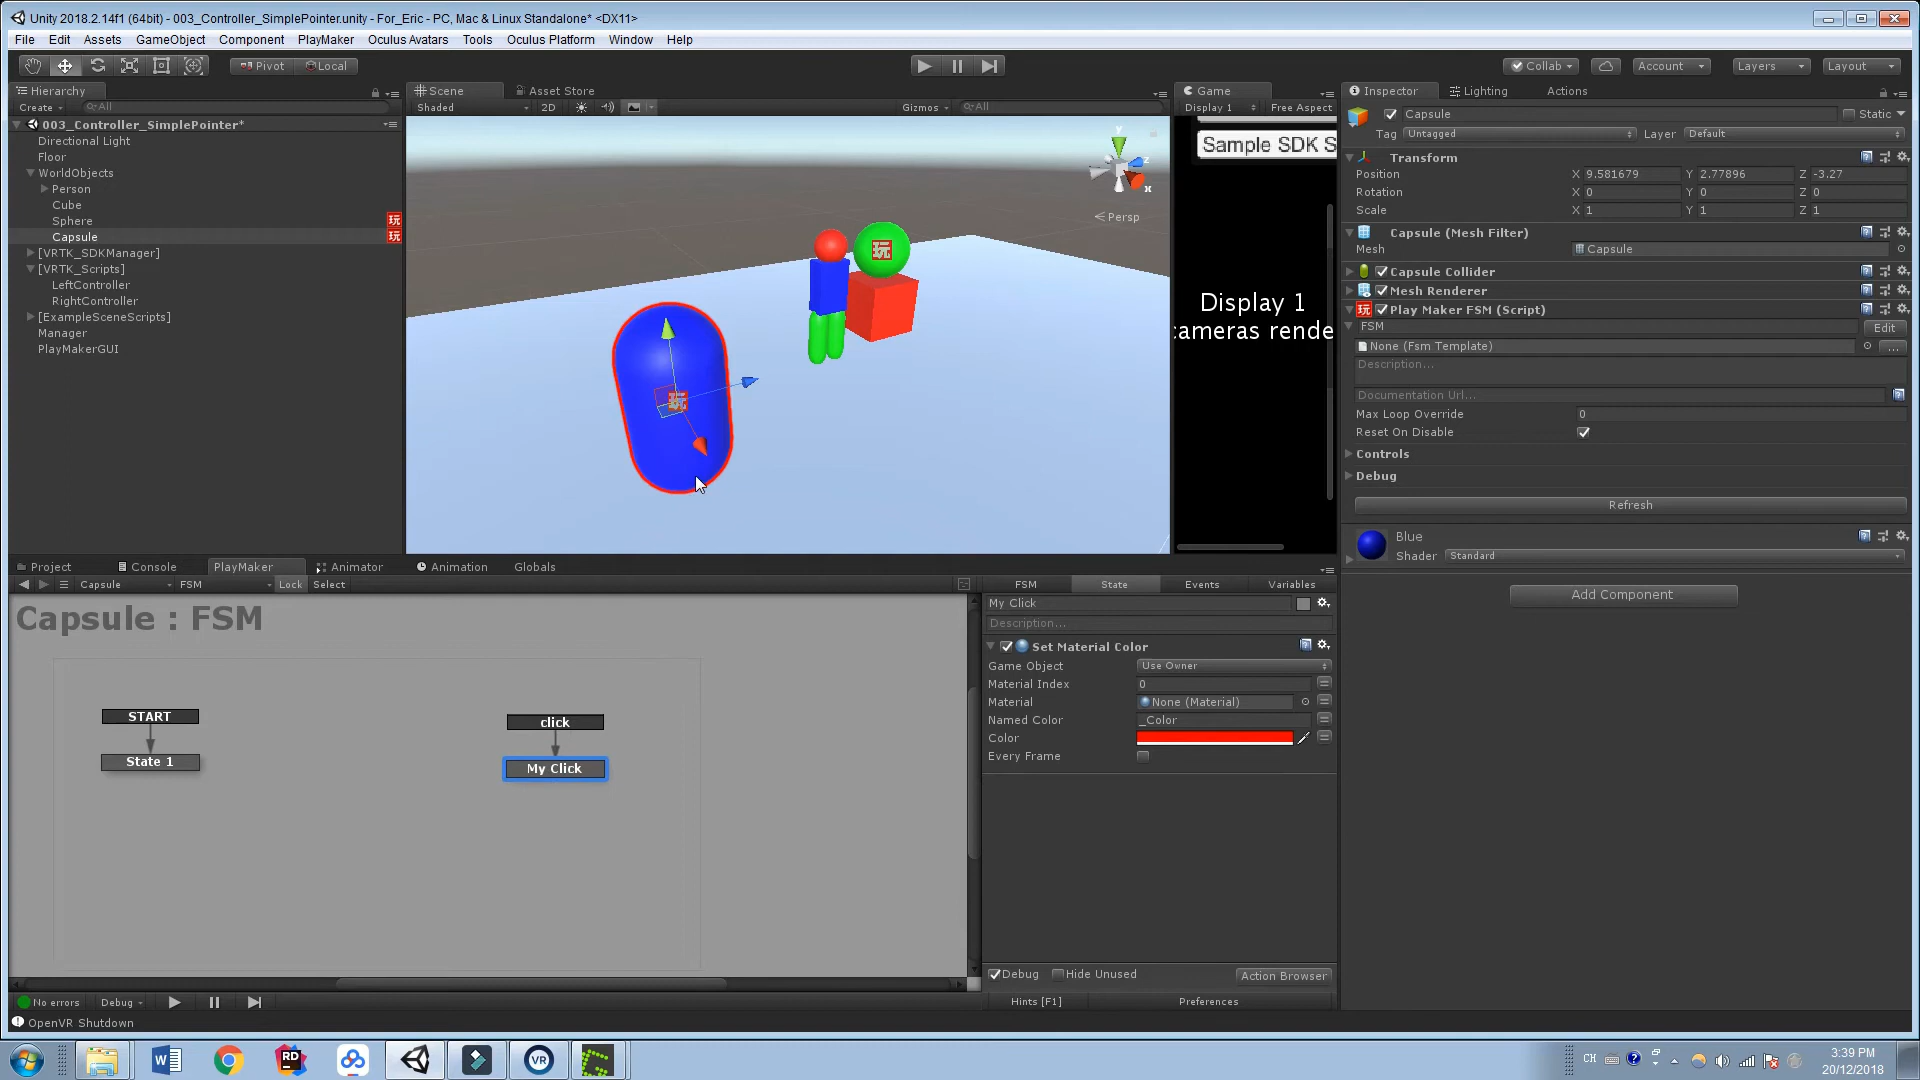 Unity 2018.2.14f1 (64bit) - 003_Controller_SimplePointer.unity - For_Eric - PC, Mac & Linux Standalone* <DX11>
File Edit Assets GameObject Component PlayMaker Oculus Avatars Tools Oculus Platform Window Help
Pivot Local Collab Account Layers Layout
Hierarchy Scene Asset Store Game Inspector Lighting Actions
Create All Shaded 2D Gizmos All Display 1 Free Aspect
Capsule Static
003_Controller_SimplePointer*
Tag Untagged Layer Default
Directional Light
Sample SDK S
Floor
Transform
WorldObjects
Position X 9.581679 Y 2.77896 Z -3.27
Person
Rotation X 0 Y 0 Z 0
Cube
Scale X 1 Y 1 Z 1
Sphere 玩
y
z
x
Persp
Capsule 玩
Capsule (Mesh Filter)
Mesh Capsule
玩
玩
[VRTK_SDKManager]
[VRTK_Scripts]
Capsule Collider
LeftController
Mesh Renderer
RightController
Display 1
cameras rende
玩 Play Maker FSM (Script)
[ExampleSceneScripts]
FSM Edit
Manager
None (Fsm Template) ...
PlayMakerGUI
Description...
Documentation Url...
Max Loop Override 0
Reset On Disable
Controls
Debug
Refresh
Blue
Shader Standard
Add Component
Project Console PlayMaker Animator Animation Globals
Capsule FSM Lock Select FSM State Events Variables
Capsule : FSM
My Click
Description...
Set Material Color
Game Object Use Owner
Material Index 0
Material None (Material)
Named Color _Color
Color
Every Frame
START
State 1
click
My Click
Debug Hide Unused Action Browser
No errors Debug Hints [F1] Preferences
OpenVR Shutdown
W RD VR CH
3:39 PM
20/12/2018